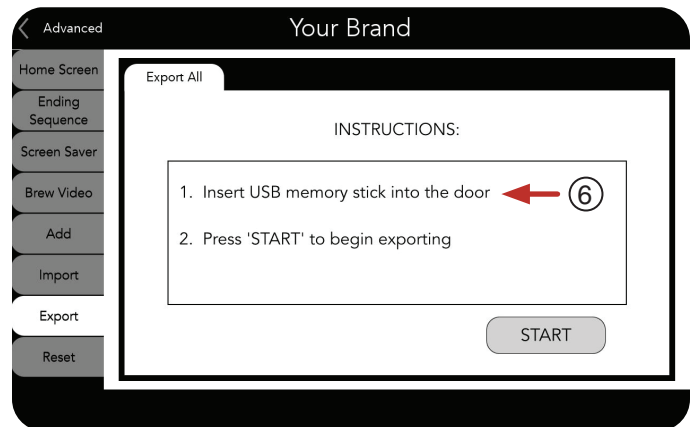 Advanced
Your Brand
Home Screen
Ending
Sequence
Screen Saver
Brew Video
Add
Import
Export
Reset
Export All
INSTRUCTIONS:
1. Insert USB memory stick into the door
6
2. Press 'START' to begin exporting
START